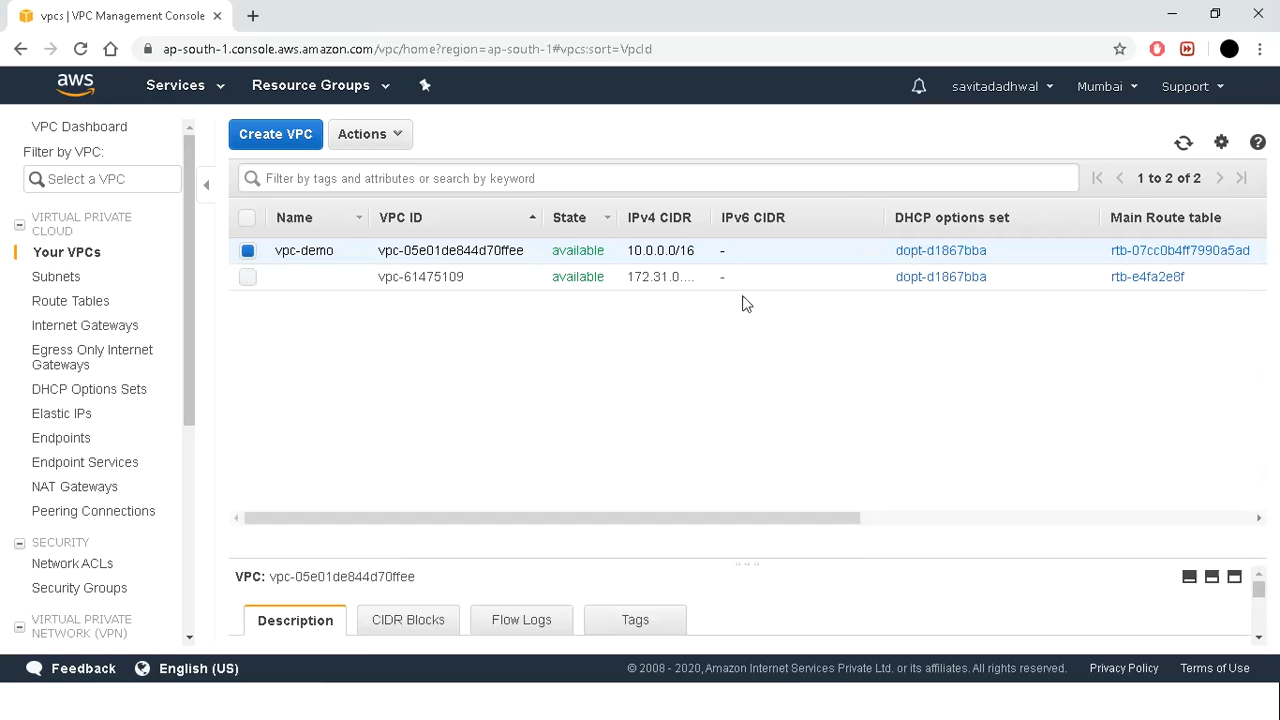 vpcs | VPC Management Console
ap-south-1.console.aws.amazon.com/vpc/home?region=ap-south-1#vpcs:sort=VpcId
aws
Services
Resource Groups
savitadadhwal
Mumbai
Support
VPC Dashboard
Filter by VPC:
Select a VPC
VIRTUAL PRIVATE
CLOUD
Your VPCs
Subnets
Route Tables
Internet Gateways
Egress Only Internet
Gateways
DHCP Options Sets
Elastic IPs
Endpoints
Endpoint Services
NAT Gateways
Peering Connections
SECURITY
Network ACLs
Security Groups
VIRTUAL PRIVATE
NETWORK (VPN)
Create VPC
Actions
Filter by tags and attributes or search by keyword
1 to 2 of 2
Name VPC ID State IPv4 CIDR IPv6 CIDR DHCP options set Main Route table
vpc-demo vpc-05e01de844d70ffee available 10.0.0.0/16 - dopt-d1867bba rtb-07cc0b4ff7990a5ad
vpc-61475109 available 172.31.0.... - dopt-d1867bba rtb-e4fa2e8f
VPC: vpc-05e01de844d70ffee
Description
CIDR Blocks
Flow Logs
Tags
Feedback
English (US)
© 2008 - 2020, Amazon Internet Services Private Ltd. or its affiliates. All rights reserved.
Privacy Policy
Terms of Use